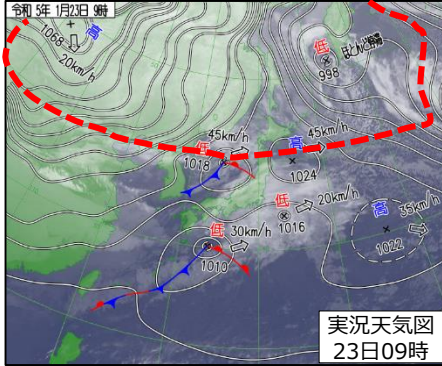 令和 5年 1月23日 9時
高
1068
20km/h
低
998
ほとんど停滞
45km/h
低
1018
高
45km/h
1024
低
20km/h
1016
高
35km/h
1022
低
30km/h
1010
実況天気図
23日09時